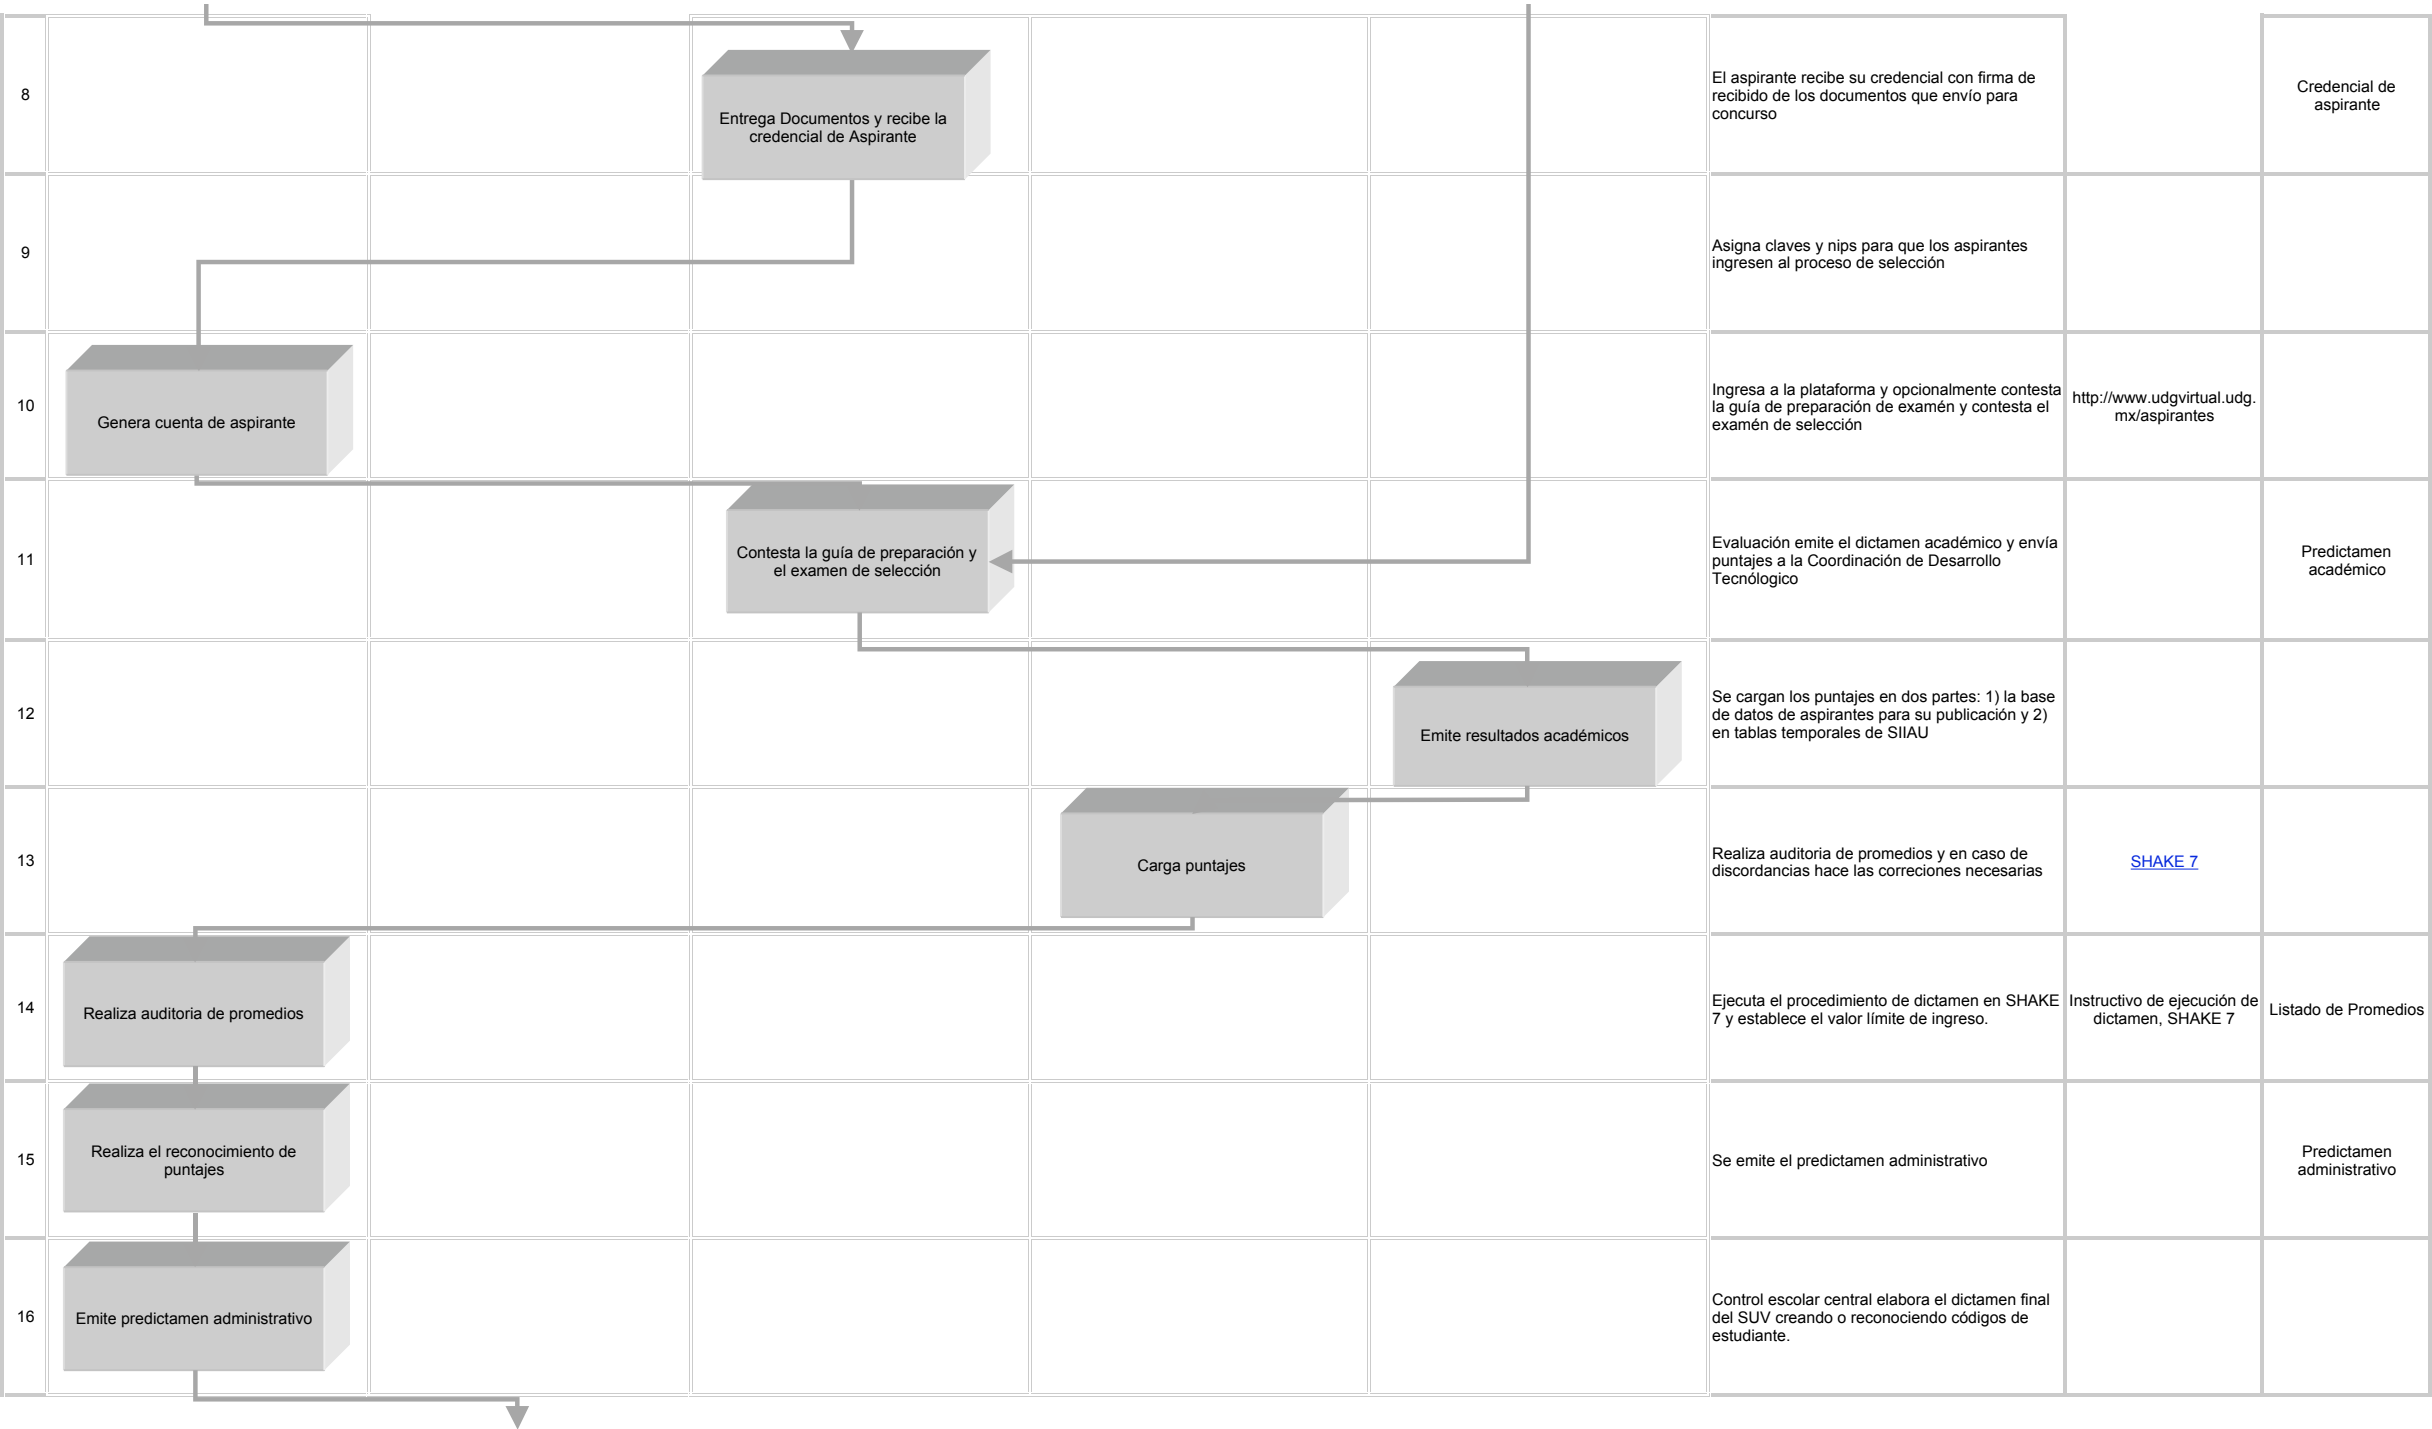 8
Entrega Documentos y recibe la
credencial de Aspirante
El aspirante recibe su credencial con firma de
recibido de los documentos que envío para
concurso
Credencial de
aspirante
9
Asigna claves y nips para que los aspirantes
ingresen al proceso de selección
10
Genera cuenta de aspirante
Ingresa a la plataforma y opcionalmente contesta
la guía de preparación de examén y contesta el
examén de selección
http://www.udgvirtual.udg.
mx/aspirantes
11
Contesta la guía de preparación y
el examen de selección
Evaluación emite el dictamen académico y envía
puntajes a la Coordinación de Desarrollo
Tecnólogico
Predictamen
académico
12
Emite resultados académicos
Se cargan los puntajes en dos partes: 1) la base
de datos de aspirantes para su publicación y 2)
en tablas temporales de SIIAU
13
Carga puntajes
Realiza auditoria de promedios y en caso de
discordancias hace las correciones necesarias
SHAKE 7
14
Realiza auditoria de promedios
Ejecuta el procedimiento de dictamen en SHAKE
7 y establece el valor límite de ingreso.
Instructivo de ejecución de
dictamen, SHAKE 7
Listado de Promedios
15
Realiza el reconocimiento de
puntajes
Se emite el predictamen administrativo
Predictamen
administrativo
16
Emite predictamen administrativo
Control escolar central elabora el dictamen final
del SUV creando o reconociendo códigos de
estudiante.